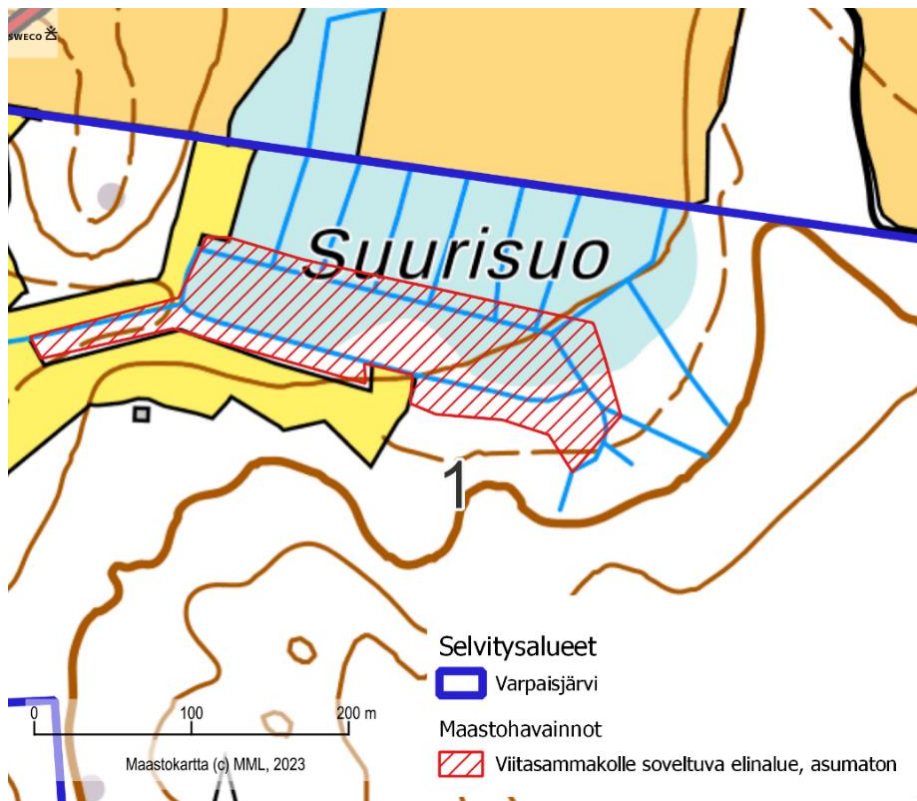 SWECO
Suurisuo
1
Selvitysalueet
Varpaisjärvi
Maastohavainnot
Viitasammakolle soveltuva elinalue, asumaton
0 100 200 m
Maastokartta (c) MML, 2023